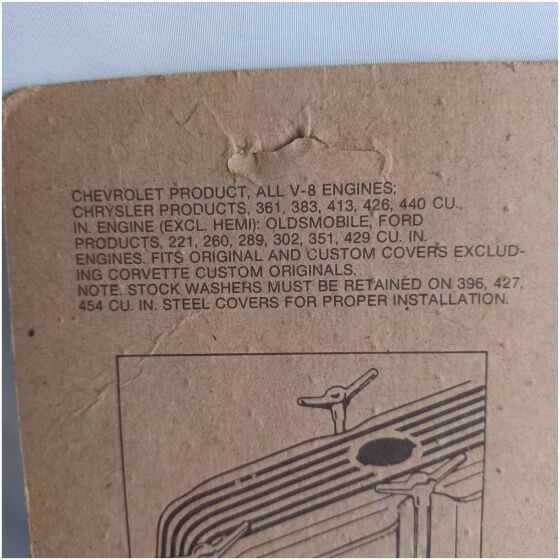 CHEVROLET PRODUCT, ALL V-8 ENGINES;
CHRYSLER PRODUCTS, 361, 383, 413, 426, 440 CU.
IN. ENGINE (EXCL. HEMI): OLDSMOBILE, FORD
PRODUCTS, 221, 260, 289, 302, 351, 429 CU. IN.
ENGINES. FITS ORIGINAL AND CUSTOM COVERS EXCLUD-
ING CORVETTE CUSTOM ORIGINALS.
NOTE: STOCK WASHERS MUST BE RETAINED ON 396, 427,
454 CU. IN. STEEL COVERS FOR PROPER INSTALLATION.